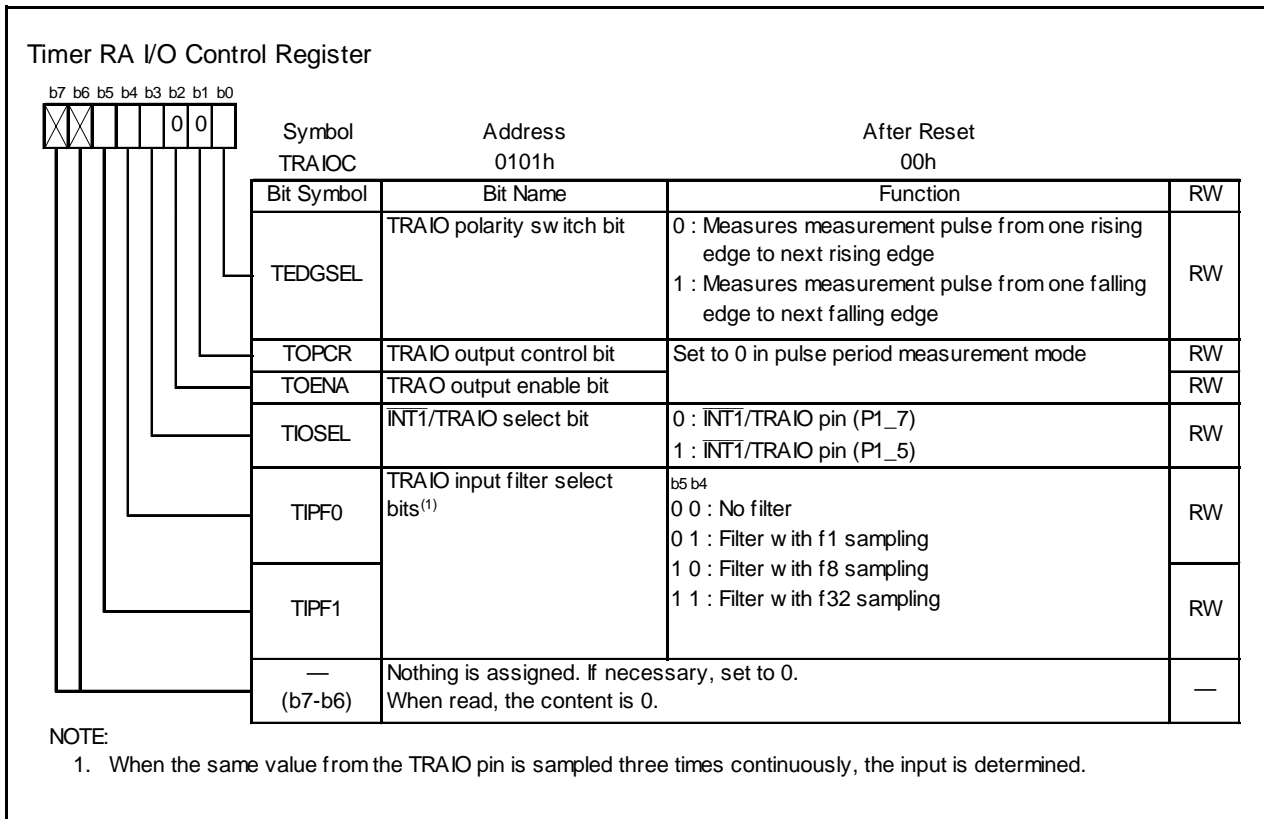 Timer RA I/O Control Register
b7 b6 b5 b4 b3 b2 b1 b0
0 0
Symbol Address After Reset
TRAIOC 0101h 00h
Bit Symbol Bit Name Function RW
TEDGSEL TRAIO polarity switch bit 0 : Measures measurement pulse from one rising
edge to next rising edge
1 : Measures measurement pulse from one falling
edge to next falling edge RW
TOPCR TRAIO output control bit Set to 0 in pulse period measurement mode RW
TOENA TRAO output enable bit RW
TIOSEL INT1/TRAIO select bit 0 : INT1/TRAIO pin (P1_7)
1 : INT1/TRAIO pin (P1_5) RW
TIPF0 TRAIO input filter select
bits(1) b5 b4
0 0 : No filter RW
0 1 : Filter with f1 sampling
1 0 : Filter with f8 sampling
TIPF1 1 1 : Filter with f32 sampling RW
— Nothing is assigned. If necessary, set to 0.
(b7-b6) When read, the content is 0. —
NOTE:
1. When the same value from the TRAIO pin is sampled three times continuously, the input is determined.